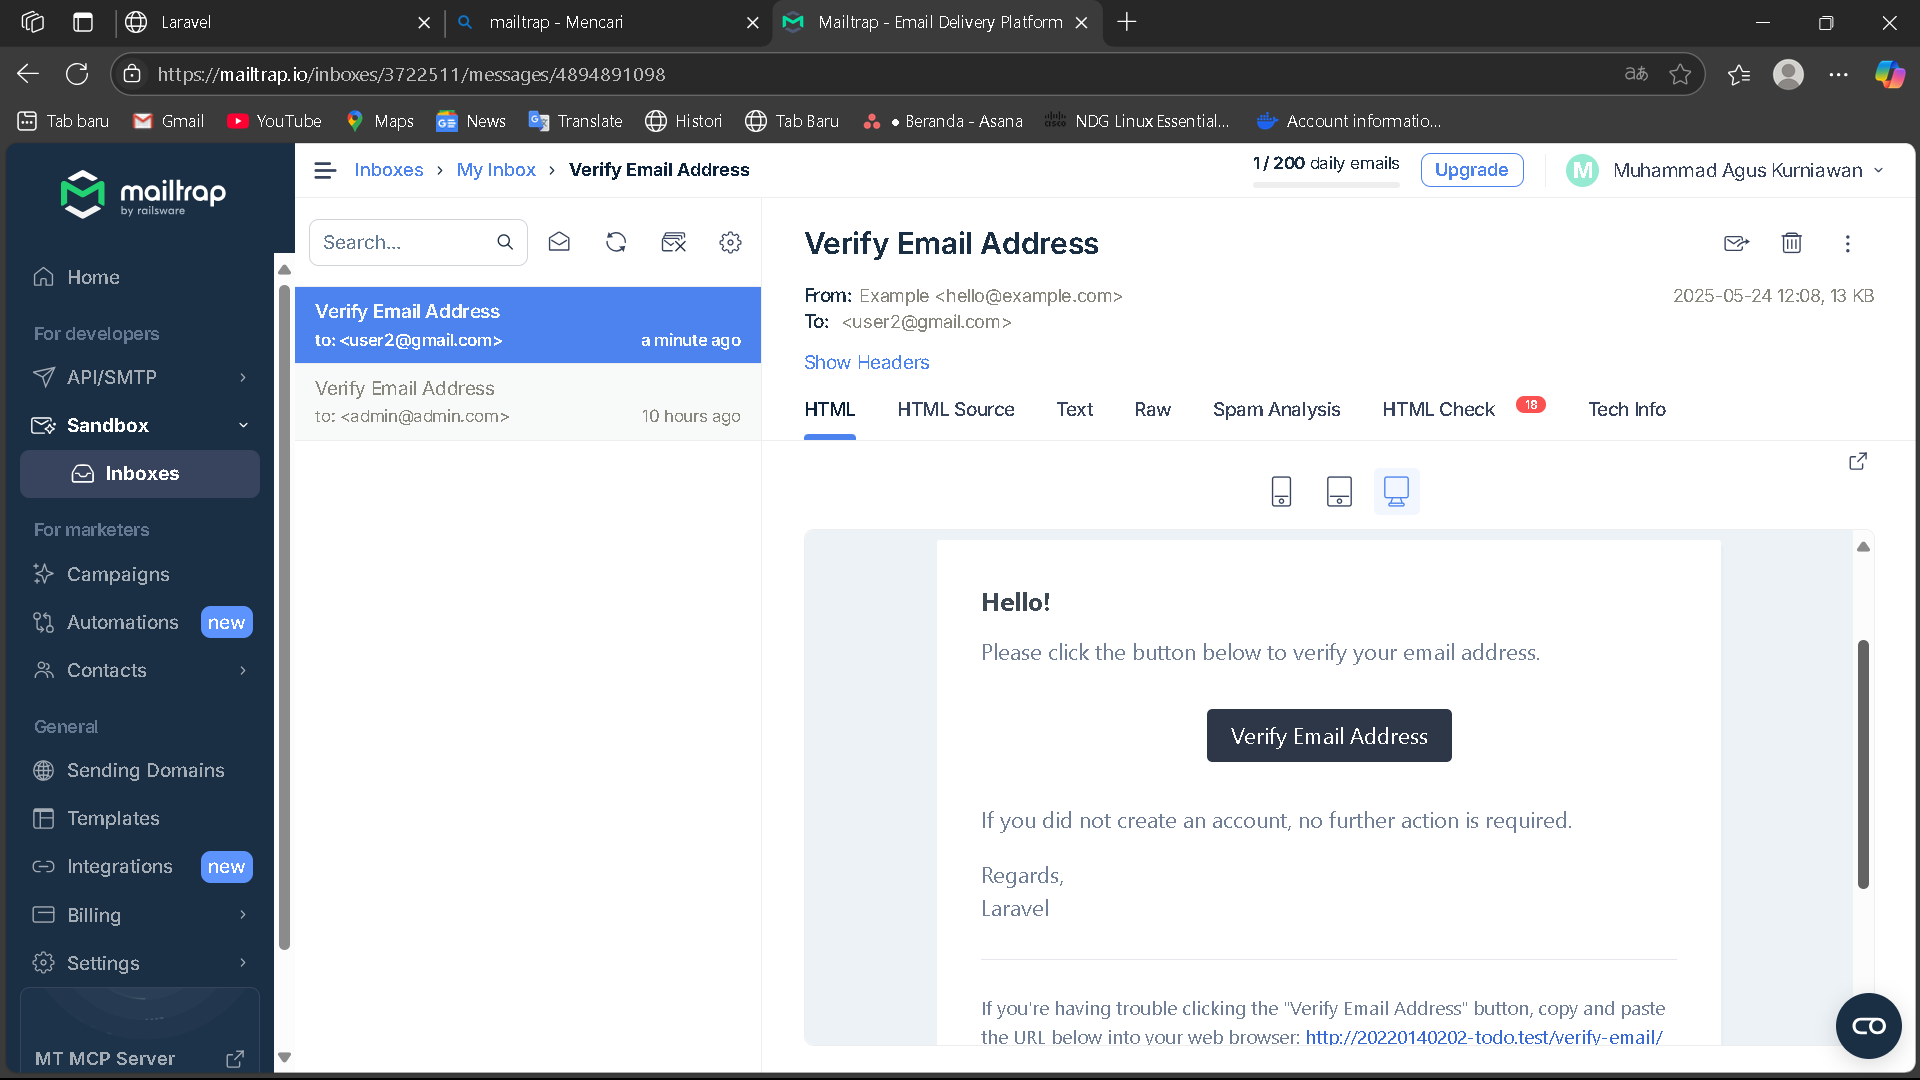 Laravel
mailtrap - Mencari
Mailtrap - Email Delivery Platform
https://mailtrap.io/inboxes/3722511/messages/4894891098
Tab baru
Gmail
YouTube
Maps
News
Translate
Histori
Tab Baru
● Beranda - Asana
NDG Linux Essential...
Account informatio...
mailtrap
by railsware
Home
For developers
API/SMTP
Sandbox
Inboxes
For marketers
Campaigns
Automations new
Contacts
General
Sending Domains
Templates
Integrations new
Billing
Settings
MT MCP Server
Inboxes › My Inbox › Verify Email Address
1 / 200 daily emails
Upgrade
M
Muhammad Agus Kurniawan
Search...
Verify Email Address
to: <user2@gmail.com> a minute ago
Verify Email Address
to: <admin@admin.com> 10 hours ago
Verify Email Address
From: Example <hello@example.com>
2025-05-24 12:08, 13 KB
To: <user2@gmail.com>
Show Headers
HTML
HTML Source
Text
Raw
Spam Analysis
HTML Check 18
Tech Info
Hello!
Please click the button below to verify your email address.
Verify Email Address
If you did not create an account, no further action is required.
Regards,
Laravel
If you're having trouble clicking the "Verify Email Address" button, copy and paste
the URL below into your web browser: http://20220140202-todo.test/verify-email/